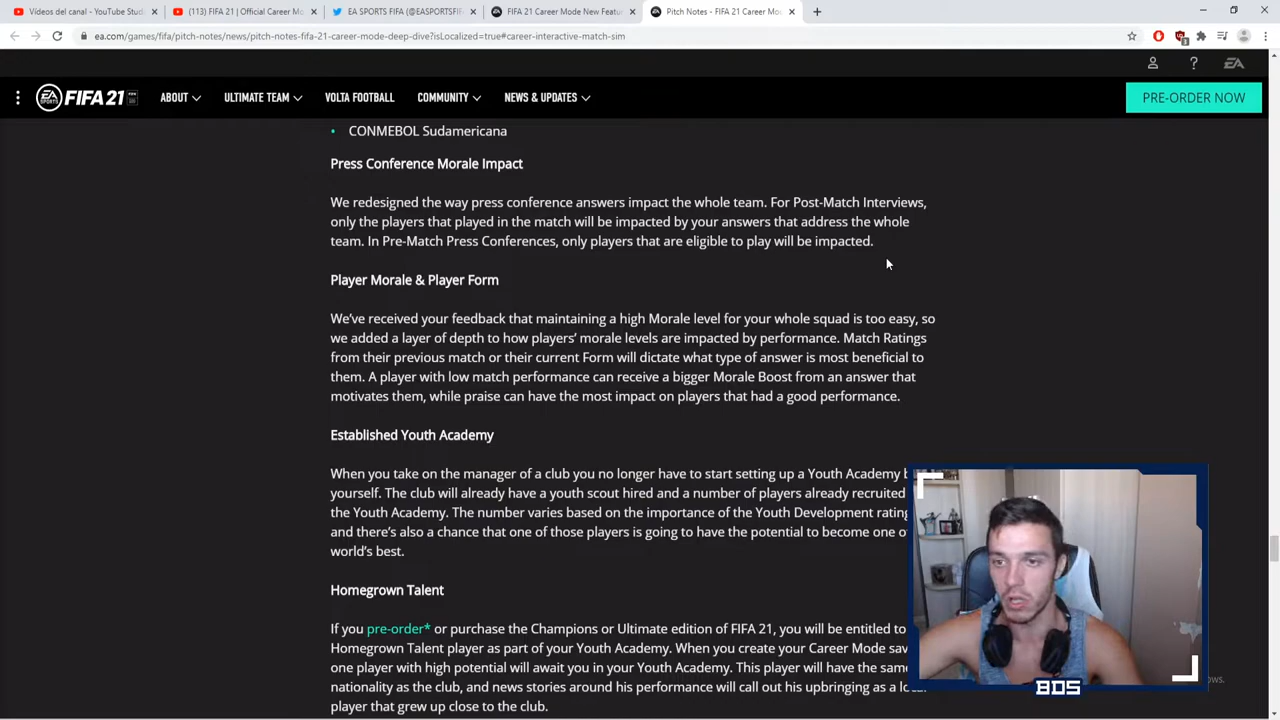 Vídeos del canal - YouTube Stud
(113) FIFA 21 | Official Career Mo
EA SPORTS FIFA (@EASPORTSFIF
FIFA 21 Career Mode New Featur
Pitch Notes - FIFA 21 Career Mo
ea.com/games/fifa/pitch-notes/news/pitch-notes-fifa-21-career-mode-deep-dive?isLocalized=true#career-interactive-match-sim
EA SPORTS FIFA 21 ABOUT ULTIMATE TEAM VOLTA FOOTBALL COMMUNITY NEWS & UPDATES PRE-ORDER NOW
• CONMEBOL Sudamericana
Press Conference Morale Impact
We redesigned the way press conference answers impact the whole team. For Post-Match Interviews,
only the players that played in the match will be impacted by your answers that address the whole
team. In Pre-Match Press Conferences, only players that are eligible to play will be impacted.
Player Morale & Player Form
We've received your feedback that maintaining a high Morale level for your whole squad is too easy, so
we added a layer of depth to how players' morale levels are impacted by performance. Match Ratings
from their previous match or their current Form will dictate what type of answer is most beneficial to
them. A player with low match performance can receive a bigger Morale Boost from an answer that
motivates them, while praise can have the most impact on players that had a good performance.
Established Youth Academy
When you take on the manager of a club you no longer have to start setting up a Youth Academy b
yourself. The club will already have a youth scout hired and a number of players already recruited
the Youth Academy. The number varies based on the importance of the Youth Development rating
and there's also a chance that one of those players is going to have the potential to become one of
world's best.
Homegrown Talent
If you pre-order* or purchase the Champions or Ultimate edition of FIFA 21, you will be entitled to
Homegrown Talent player as part of your Youth Academy. When you create your Career Mode sav
one player with high potential will await you in your Youth Academy. This player will have the same
nationality as the club, and news stories around his performance will call out his upbringing as a loc
player that grew up close to the club.